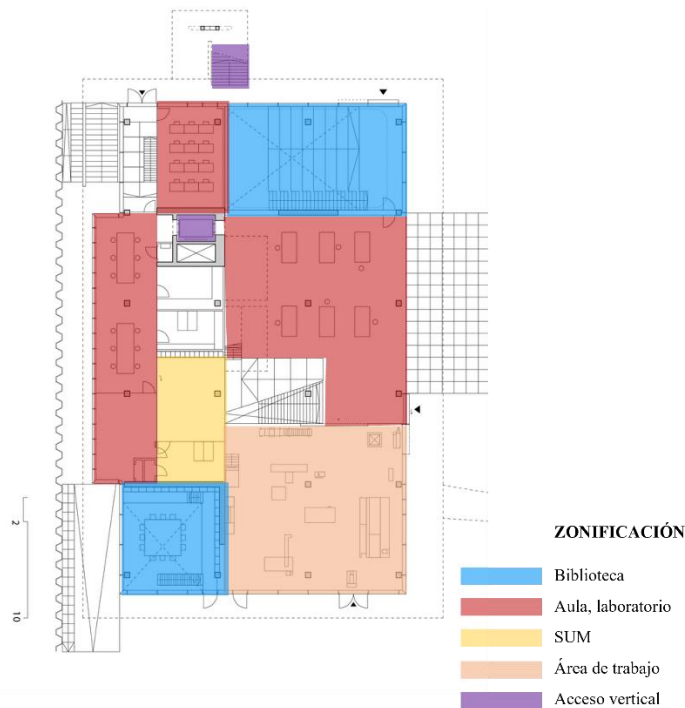 2
10
ZONIFICACIÓN
Biblioteca
Aula, laboratorio
SUM
Área de trabajo
Acceso vertical